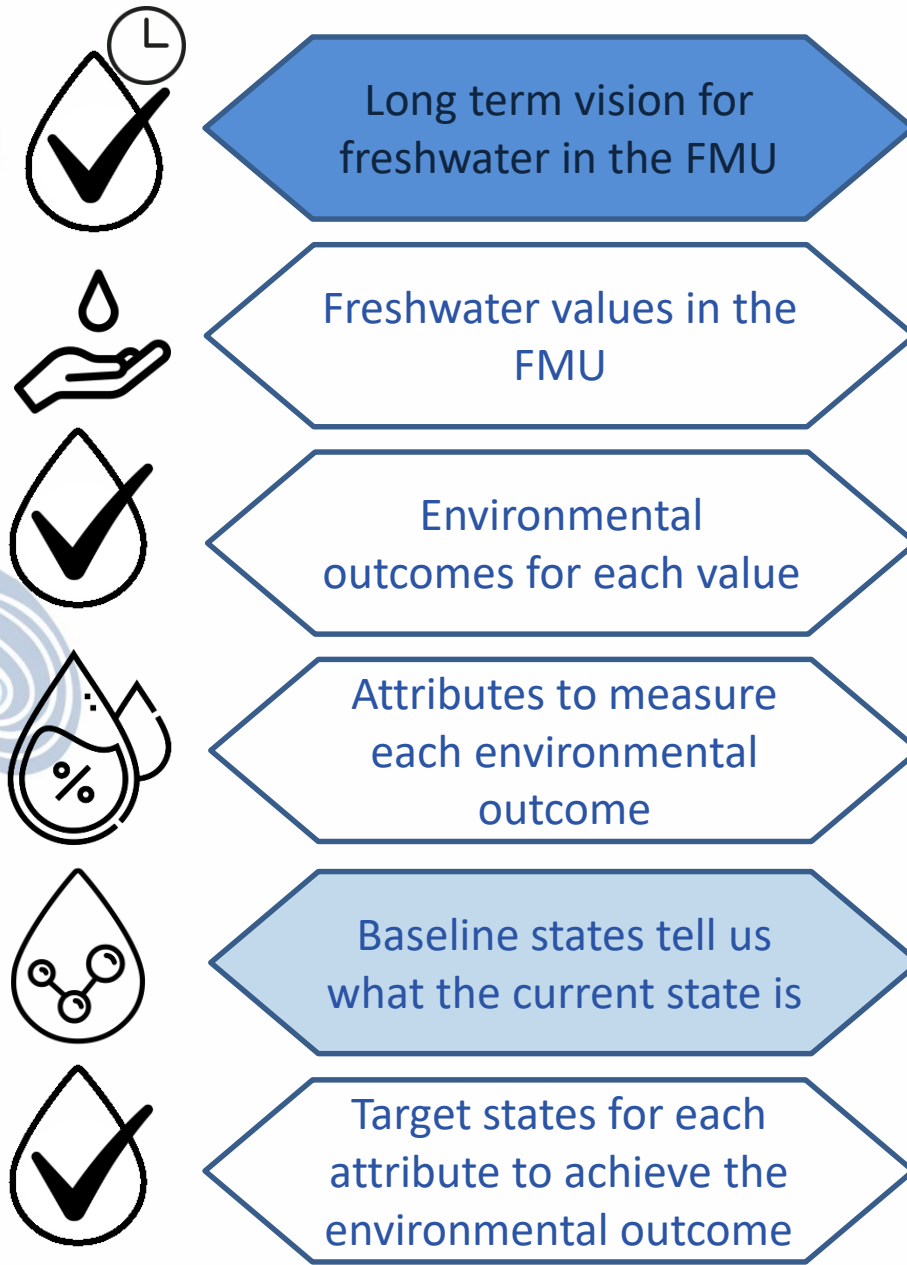 Long term vision for
freshwater in the FMU
Freshwater values in the
FMU
Environmental
outcomes for each value
Attributes to measure
each environmental
outcome
%
Baseline states tell us
what the current state is
Target states for each
attribute to achieve the
environmental outcome